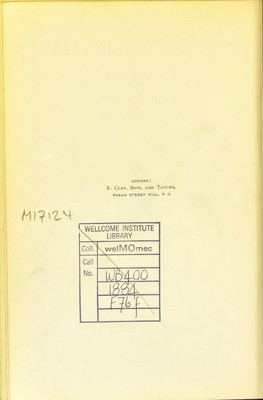 LONDON:
R. CLAY, SONS, AND TAYLOR,
BREAD STREET HILL, E.C.
M17124
WELLCOME INSTITUTE
LIBRARY
Coll. welMOmec
Call
No. WB400
1884
F76f